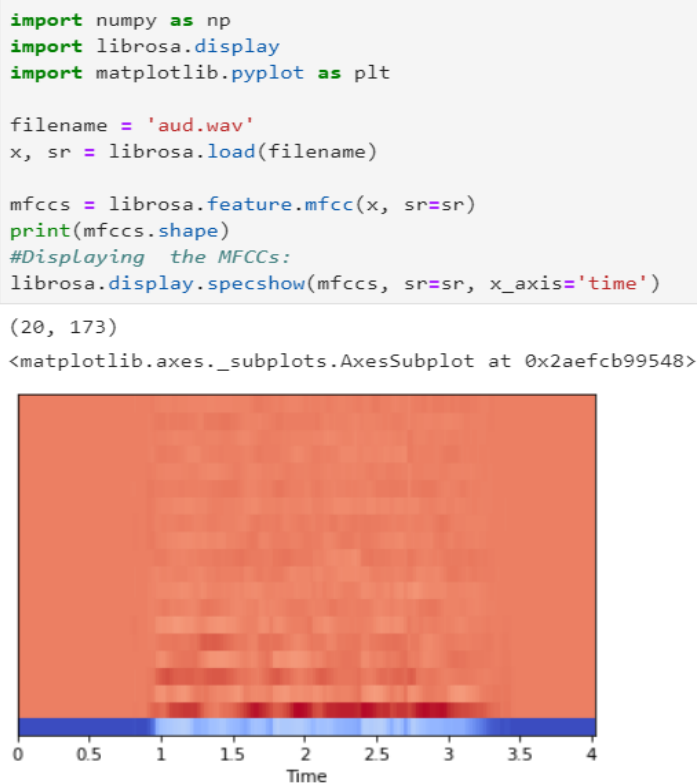 import numpy as np
import librosa.display
import matplotlib.pyplot as plt
filename = 'aud.wav'
x, sr = librosa.load(filename)
mfccs = librosa.feature.mfcc(x, sr=sr)
print(mfccs.shape)
#Displaying  the MFCCs:
librosa.display.specshow(mfccs, sr=sr, x_axis='time')
(20, 173)
<matplotlib.axes._subplots.AxesSubplot at 0x2aefcb99548>
0 0.5 1 1.5 2 2.5 3 3.5 4
Time